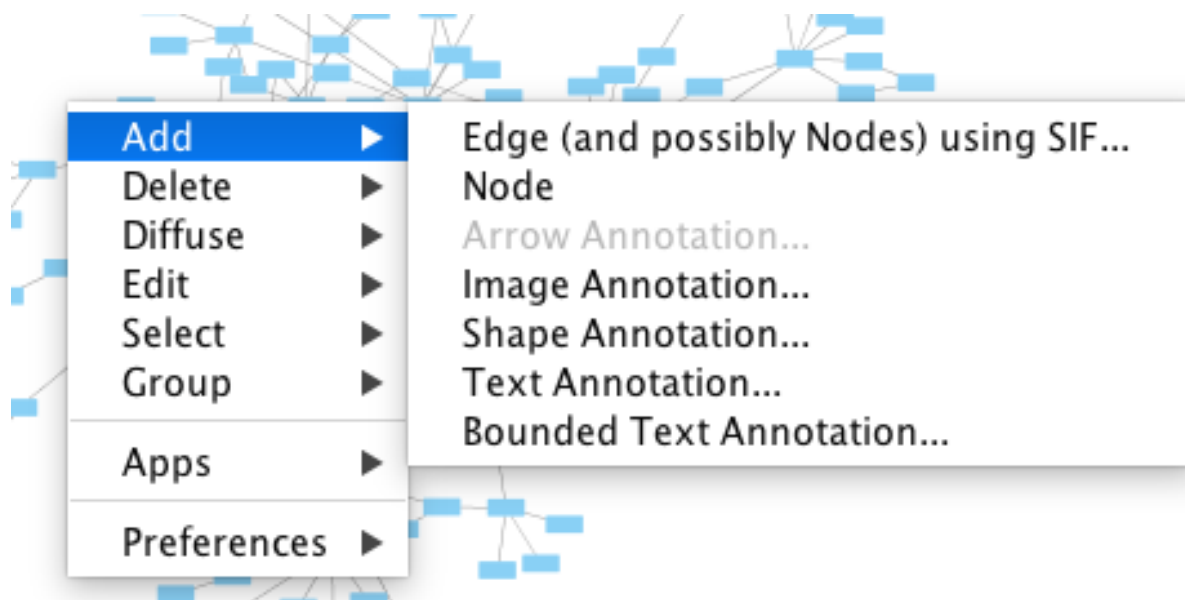 Add
Delete
Diffuse
Edit
Select
Group
Apps
Preferences
Edge (and possibly Nodes) using SIF...
Node
Arrow Annotation...
Image Annotation...
Shape Annotation...
Text Annotation...
Bounded Text Annotation...